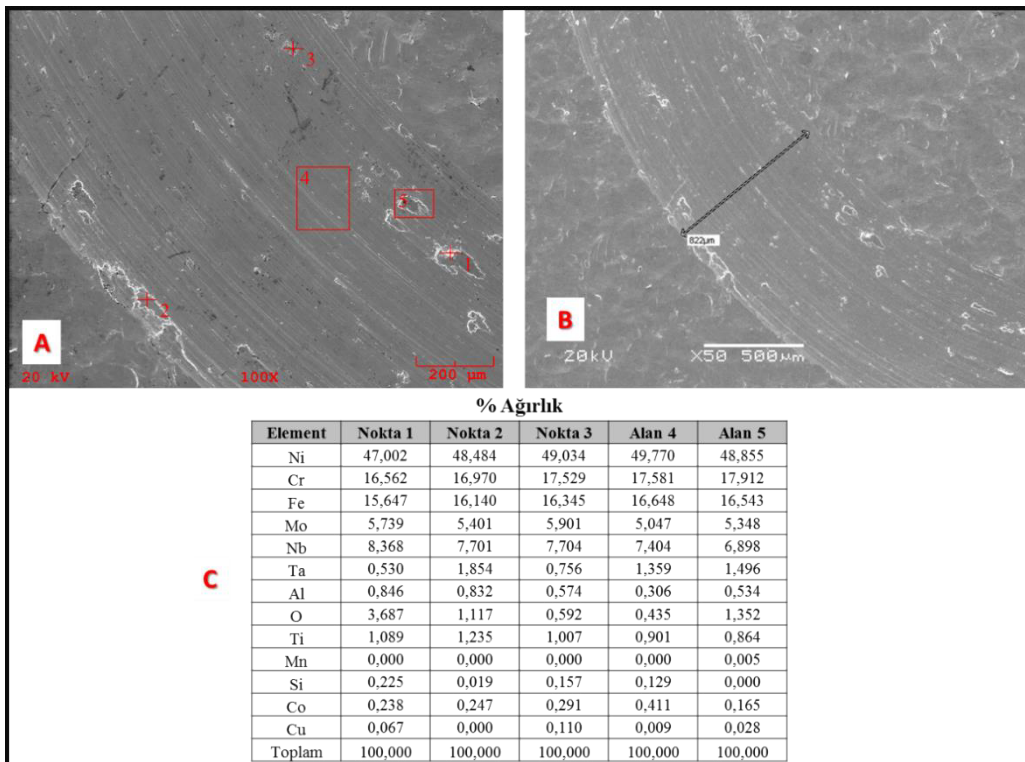 3
4
5
1
2
A
20 kV 100X 200 µm
822µm
B
20kV X50 500µm
% Ağırlık
Element Nokta 1 Nokta 2 Nokta 3 Alan 4 Alan 5
Ni 47,002 48,484 49,034 49,770 48,855
Cr 16,562 16,970 17,529 17,581 17,912
Fe 15,647 16,140 16,345 16,648 16,543
Mo 5,739 5,401 5,901 5,047 5,348
Nb 8,368 7,701 7,704 7,404 6,898
Ta 0,530 1,854 0,756 1,359 1,496
Al 0,846 0,832 0,574 0,306 0,534
C
O 3,687 1,117 0,592 0,435 1,352
Ti 1,089 1,235 1,007 0,901 0,864
Mn 0,000 0,000 0,000 0,000 0,005
Si 0,225 0,019 0,157 0,129 0,000
Co 0,238 0,247 0,291 0,411 0,165
Cu 0,067 0,000 0,110 0,009 0,028
Toplam 100,000 100,000 100,000 100,000 100,000